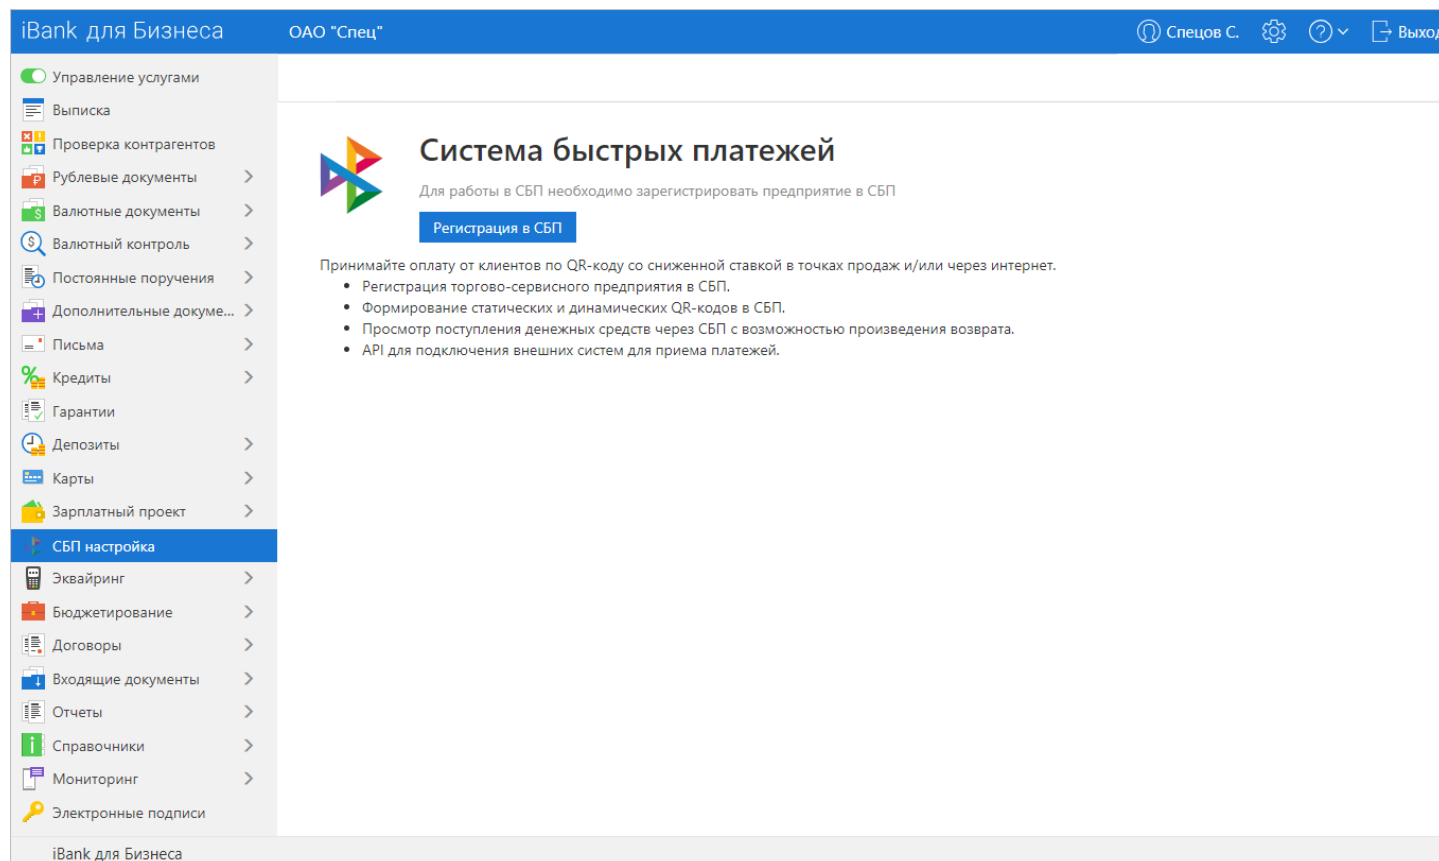 iBank для Бизнеса
ОАО "Спец"
Спецов С.
Выход
Управление услугами
Выписка
Проверка контрагентов
Рублевые документы
Валютные документы
Валютный контроль
Постоянные поручения
Дополнительные докуме...
Письма
Кредиты
Гарантии
Депозиты
Карты
Зарплатный проект
СБП настройка
Эквайринг
Бюджетирование
Договоры
Входящие документы
Отчеты
Справочники
Мониторинг
Электронные подписи
Система быстрых платежей
Для работы в СБП необходимо зарегистрировать предприятие в СБП
Регистрация в СБП
Принимайте оплату от клиентов по QR-коду со сниженной ставкой в точках продаж и/или через интернет.
• Регистрация торгово-сервисного предприятия в СБП.
• Формирование статических и динамических QR-кодов в СБП.
• Просмотр поступления денежных средств через СБП с возможностью произведения возврата.
• API для подключения внешних систем для приема платежей.
iBank для Бизнеса